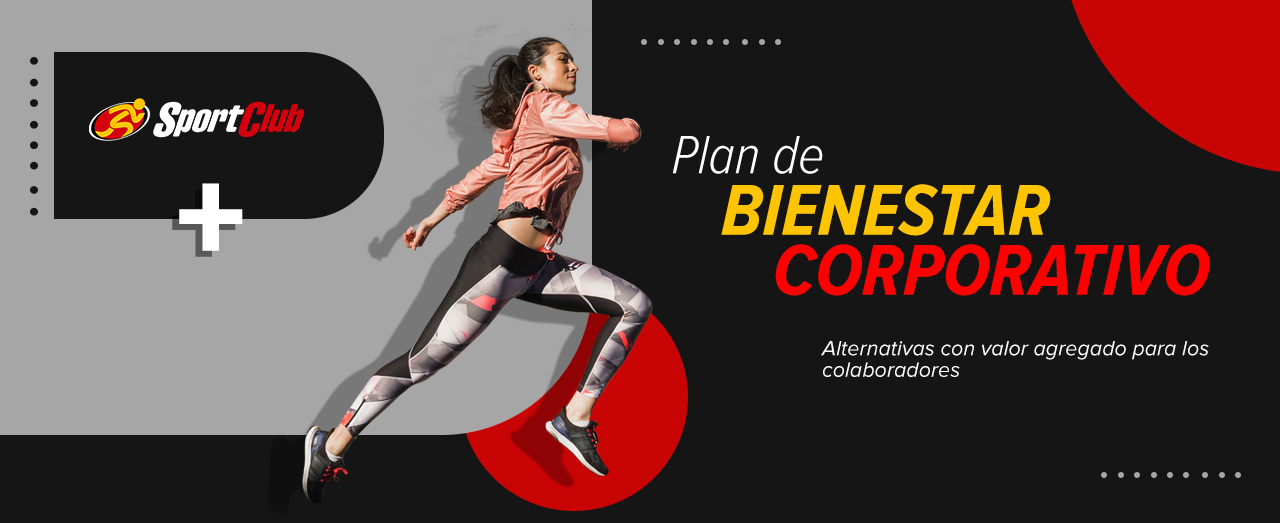 SportClub
+
Plan de
BIENESTAR
CORPORATIVO
Alternativas con valor agregado para los
colaboradores